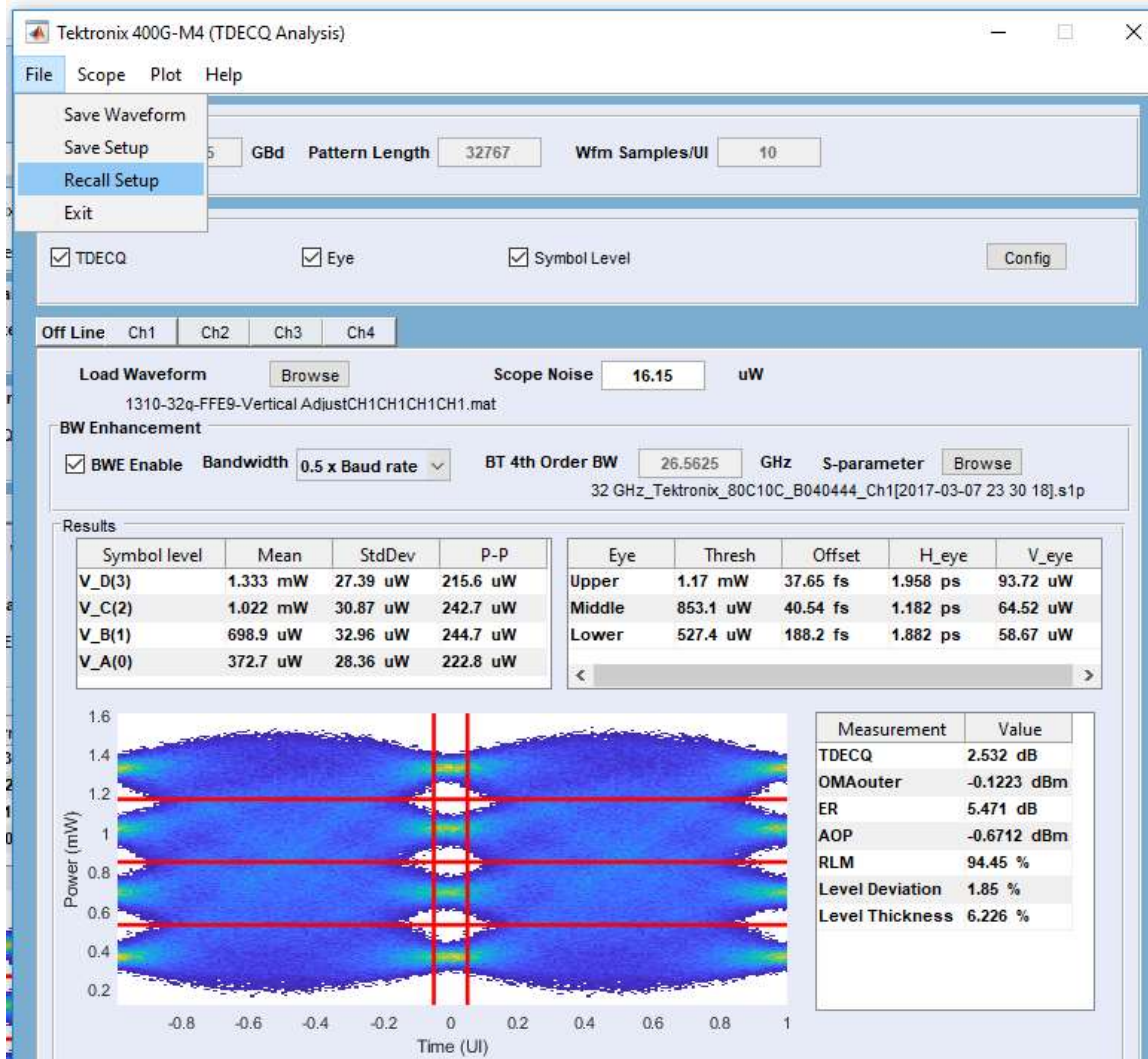 Tektronix 400G-M4 (TDECQ Analysis)
File Scope Plot Help
Save Waveform
Save Setup
Recall Setup
Exit
5 GBd Pattern Length 32767 Wfm Samples/UI 10
TDECQ Eye Symbol Level Config
Off Line Ch1 Ch2 Ch3 Ch4
Load Waveform Browse Scope Noise 16.15 uW
1310-32q-FFE9-Vertical AdjustCH1CH1CH1CH1.mat
BW Enhancement
BWE Enable Bandwidth 0.5 x Baud rate BT 4th Order BW 26.5625 GHz S-parameter Browse
32 GHz_Tektronix_80C10C_B040444_Ch1[2017-03-07 23 30 18].s1p
Results
Symbol level Mean StdDev P-P
V_D(3) 1.333 mW 27.39 uW 215.6 uW
V_C(2) 1.022 mW 30.87 uW 242.7 uW
V_B(1) 698.9 uW 32.96 uW 244.7 uW
V_A(0) 372.7 uW 28.36 uW 222.8 uW
Eye Thresh Offset H_eye V_eye
Upper 1.17 mW 37.65 fs 1.958 ps 93.72 uW
Middle 853.1 uW 40.54 fs 1.182 ps 64.52 uW
Lower 527.4 uW 188.2 fs 1.882 ps 58.67 uW
Power (mW)
1.6
1.4
1.2
1
0.8
0.6
0.4
0.2
-0.8 -0.6 -0.4 -0.2 0 0.2 0.4 0.6 0.8 1
Time (UI)
Measurement Value
TDECQ 2.532 dB
OMAouter -0.1223 dBm
ER 5.471 dB
AOP -0.6712 dBm
RLM 94.45 %
Level Deviation 1.85 %
Level Thickness 6.226 %